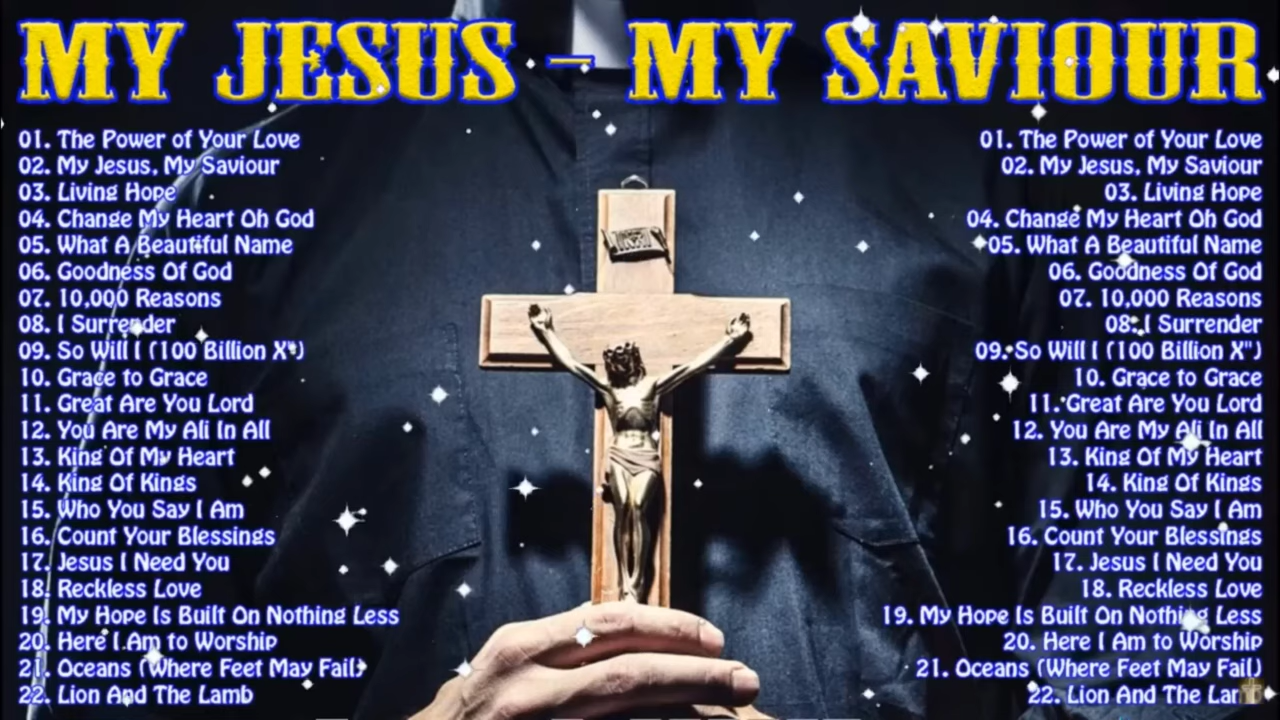 MY JESUS - MY SAVIOUR
01. The Power of Your Love
02. My Jesus, My Saviour
03. Living Hope
04. Change My Heart Oh God
05. What A Beautiful Name
06. Goodness Of God
07. 10,000 Reasons
08. I Surrender
09. So Will I (100 Billion X")
10. Grace to Grace
11. Great Are You Lord
12. You Are My Ali In All
13. King Of My Heart
14. King Of Kings
15. Who You Say I Am
16. Count Your Blessings
17. Jesus I Need You
18. Reckless Love
19. My Hope Is Built On Nothing Less
20. Here I Am to Worship
21. Oceans (Where Feet May Fail)
22. Lion And The Lamb
01. The Power of Your Love
02. My Jesus, My Saviour
03. Living Hope
04. Change My Heart Oh God
05. What A Beautiful Name
06. Goodness Of God
07. 10,000 Reasons
08. I Surrender
09. So Will I (100 Billion X")
10. Grace to Grace
11. Great Are You Lord
12. You Are My Ali In All
13. King Of My Heart
14. King Of Kings
15. Who You Say I Am
16. Count Your Blessings
17. Jesus I Need You
18. Reckless Love
19. My Hope Is Built On Nothing Less
20. Here I Am to Worship
21. Oceans (Where Feet May Fail)
22. Lion And The